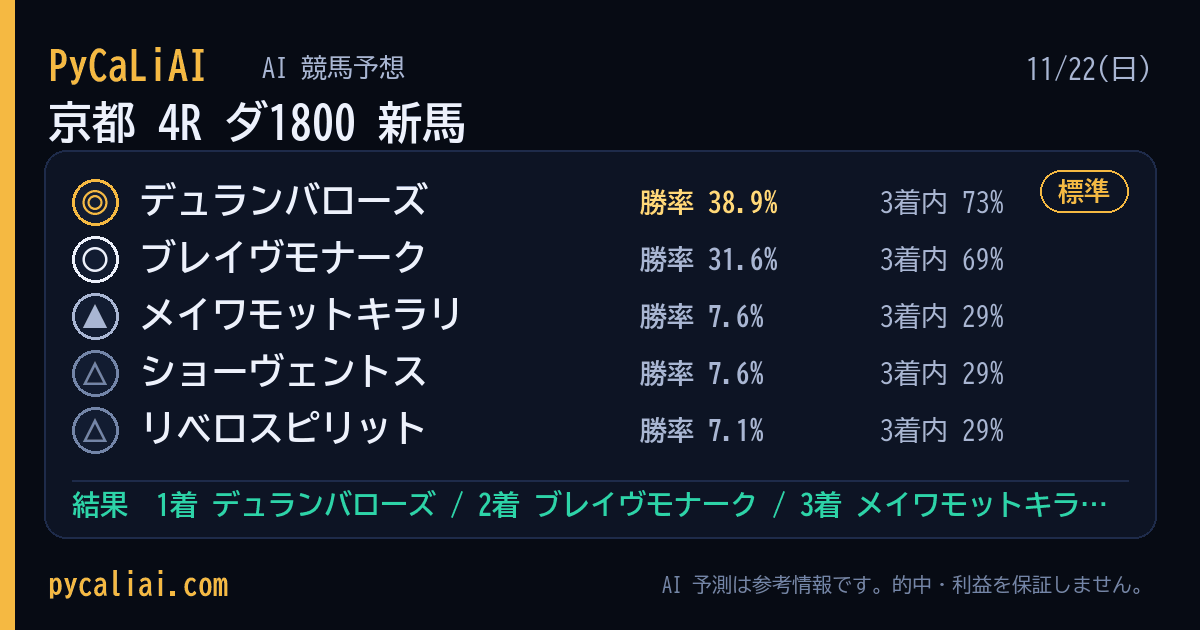 PyCaLiAI AI 競馬予想 11/22(日)
京都 4R ダ1800 新馬
◎ デュランバローズ 勝率 38.9% 3着内 73% 標準
○ ブレイヴモナーク 勝率 31.6% 3着内 69%
▲ メイワモットキラリ 勝率 7.6% 3着内 29%
△ ショーヴェントス 勝率 7.6% 3着内 29%
△ リベロスピリット 勝率 7.1% 3着内 29%
結果 1着 デュランバローズ / 2着 ブレイヴモナーク / 3着 メイワモットキラ…
pycaliai.com AI 予測は参考情報です。的中・利益を保証しません。